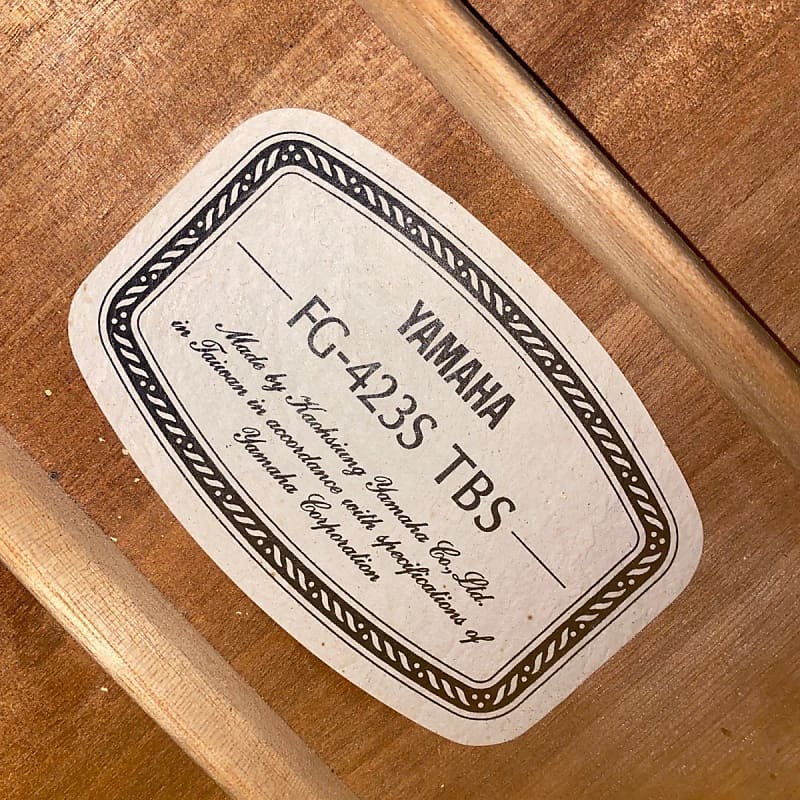 YAMAHA
FG-423S TBS
Made by Kaohsiung Yamaha Co., Ltd.
in Taiwan in accordance with specifications of
Yamaha Corporation